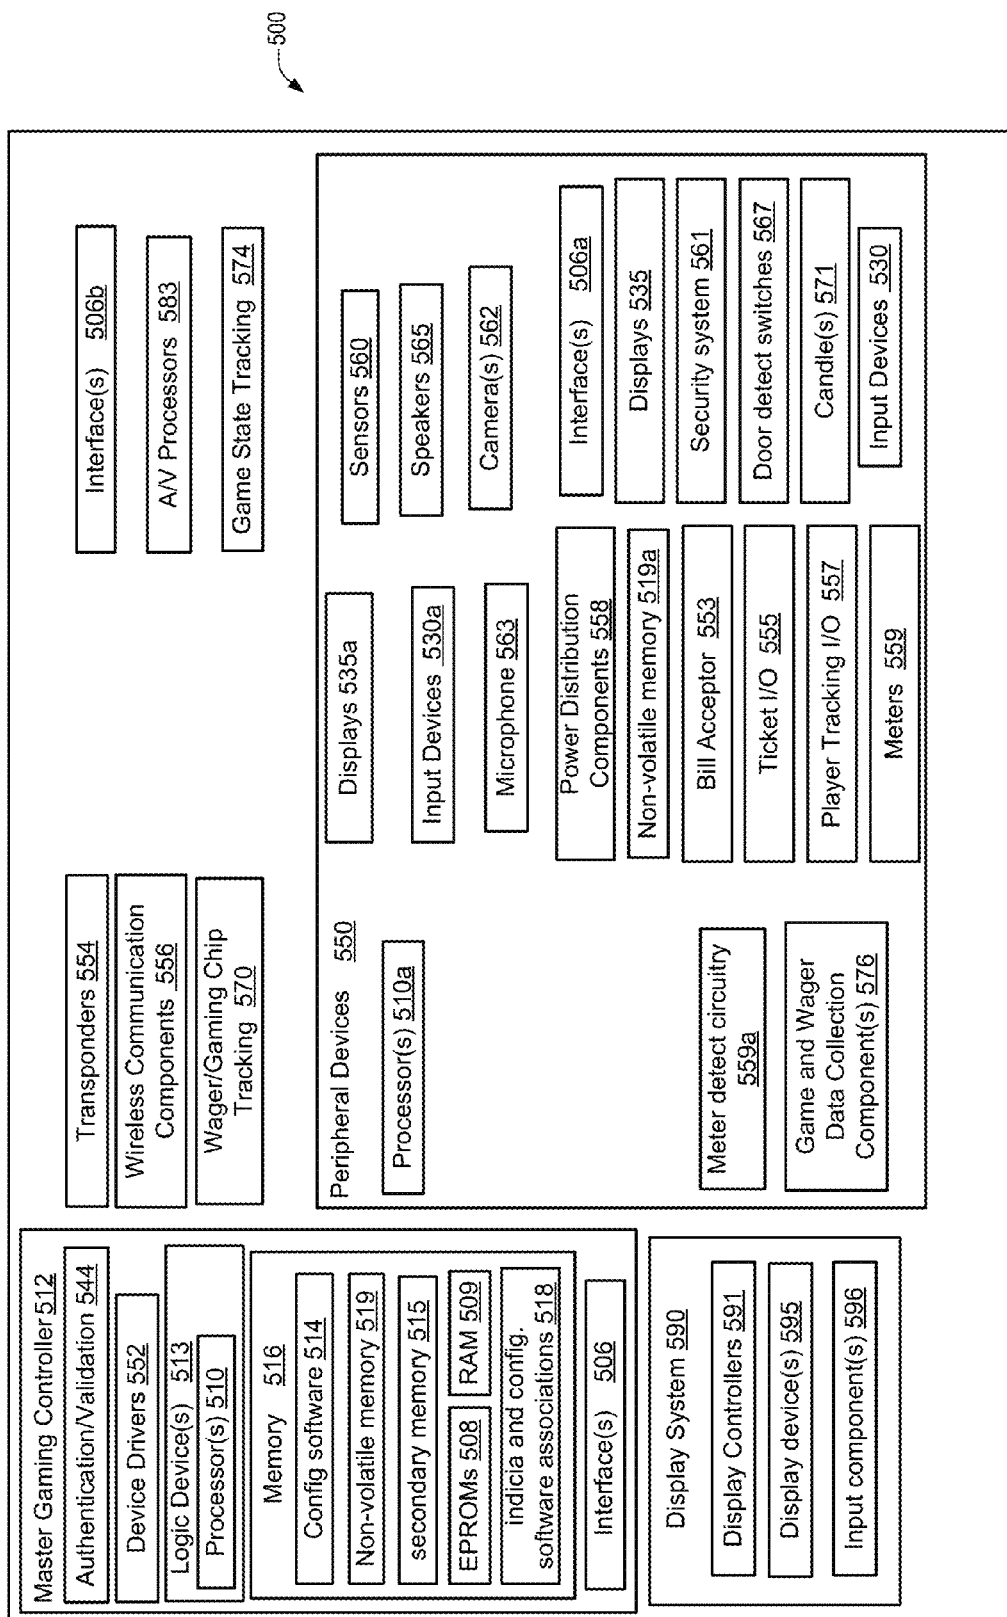 500
Master Gaming Controller 512
Authentication/Validation 544
Device Drivers 552
Logic Device(s) 513
Processor(s) 510
Memory 516
Config software 514
Non-volatile memory 519
secondary memory 515
EPROMs 508
RAM 509
indicia and config.
software associations 518
Interface(s) 506
Display System 590
Display Controllers 591
Display device(s) 595
Input component(s) 596
Transponders 554
Wireless Communication
Components 556
Wager/Gaming Chip
Tracking 570
Interface(s) 506b
A/V Processors 583
Game State Tracking 574
Peripheral Devices 550
Processor(s) 510a
Meter detect circuitry
559a
Game and Wager
Data Collection
Component(s) 576
Displays 535a
Input Devices 530a
Microphone 563
Power Distribution
Components 558
Non-volatile memory 519a
Bill Acceptor 553
Ticket I/O 555
Player Tracking I/O 557
Meters 559
Sensors 560
Speakers 565
Camera(s) 562
Interface(s) 506a
Displays 535
Security system 561
Door detect switches 567
Candle(s) 571
Input Devices 530